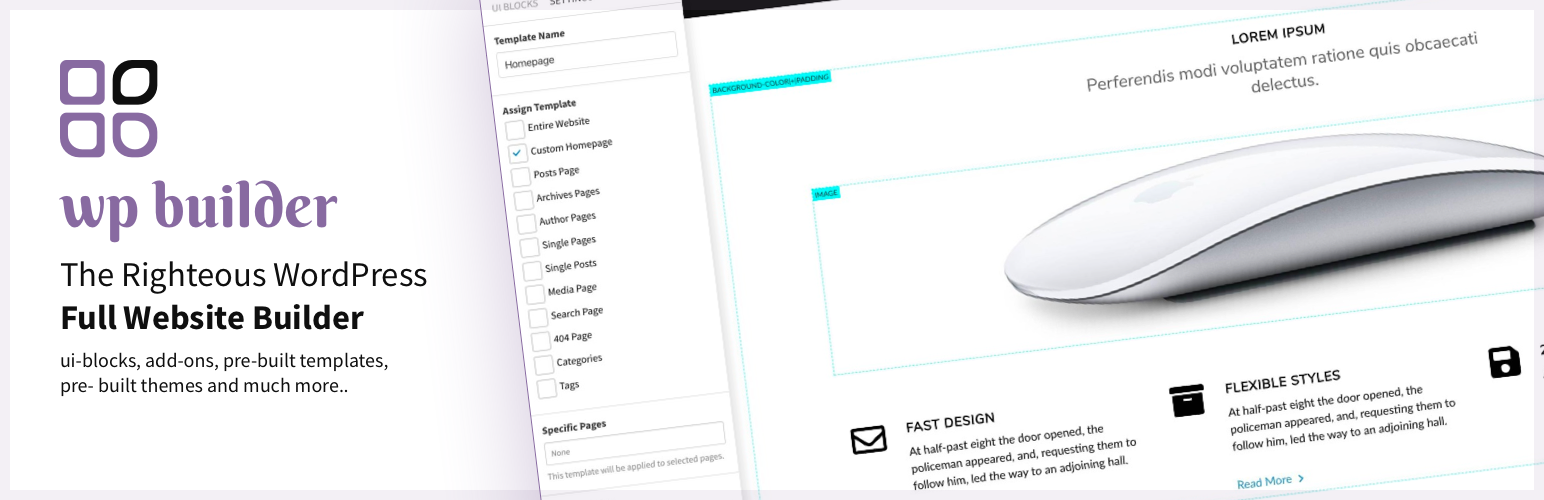 wp builder
The Righteous WordPress
Full Website Builder
ui-blocks, add-ons, pre-built templates,
pre- built themes and much more..
UI BLOCKS
Template Name
Homepage
Assign Template
Entire Website
Custom Homepage
Posts Page
Archives Pages
Author Pages
Single Pages
Single Posts
Media Page
Search Page
404 Page
Categories
Tags
Specific Pages
None
This template will be applied to selected pages.
BACKGROUND-COLOR|+|PADDING
LOREM IPSUM
Perferendis modi voluptatem ratione quis obcaecati
delectus.
IMAGE
FAST DESIGN
At half-past eight the door opened, the
policeman appeared, and, requesting them to
follow him, led the way to an adjoining hall.
FLEXIBLE STYLES
At half-past eight the door opened, the
policeman appeared, and, requesting them to
follow him, led the way to an adjoining hall.
Read More